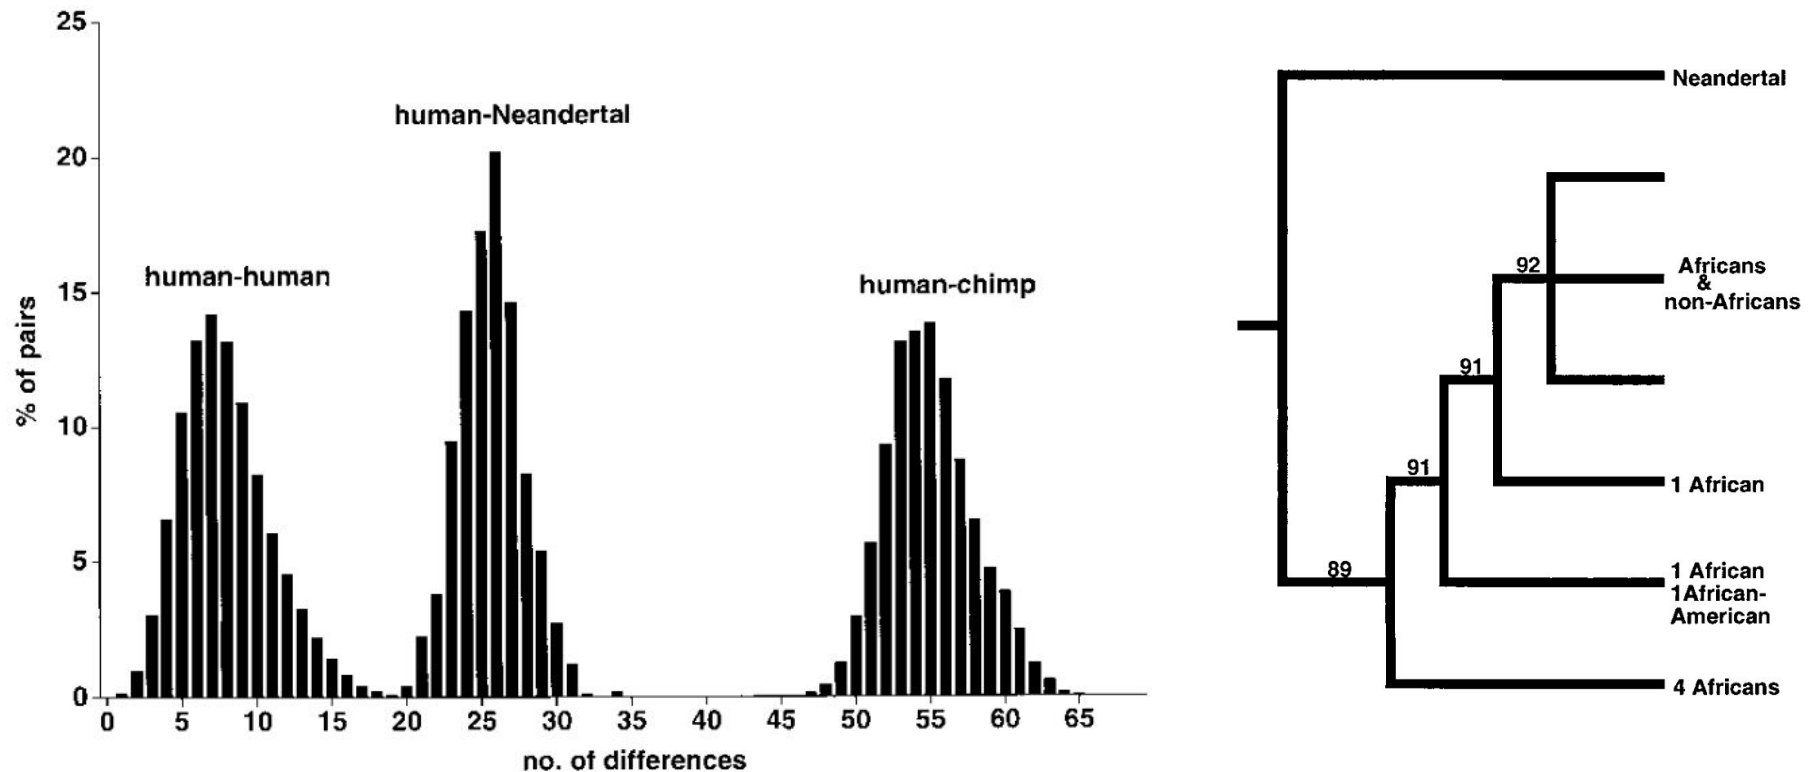 25
20
15
10
5
0
% of pairs
human-human
human-Neandertal
human-chimp
0 5 10 15 20 25 30 35 40 45 50 55 60 65
no. of differences
Neandertal
92
Africans
&
non-Africans
91
91
1 African
89
1 African
1African-
American
4 Africans